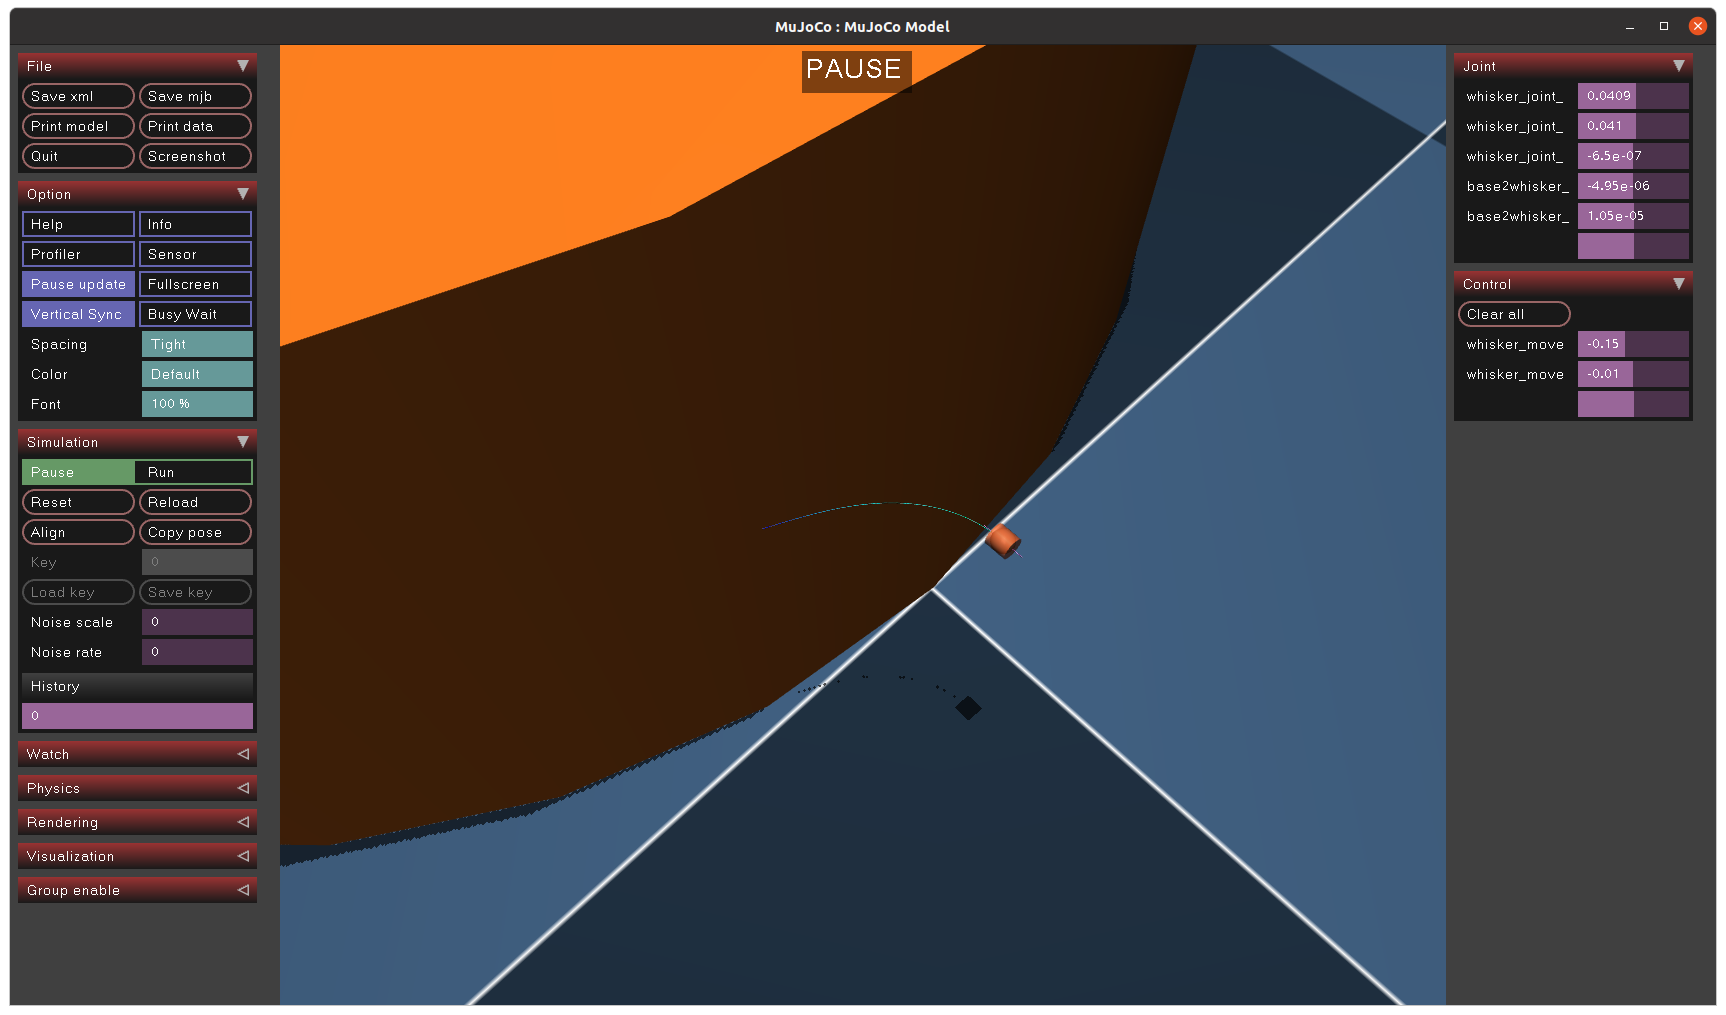 MuJoCo : MuJoCo Model
File
Save xml Save mjb
Print model Print data
Quit Screenshot
Option
Help Info
Profiler Sensor
Pause update Fullscreen
Vertical Sync Busy Wait
Spacing Tight
Color Default
Font 100 %
Simulation
Pause Run
Reset Reload
Align Copy pose
Key 0
Load key Save key
Noise scale 0
Noise rate 0
History
0
Watch
Physics
Rendering
Visualization
Group enable
PAUSE
Joint
whisker_joint_ 0.0409
whisker_joint_ 0.041
whisker_joint_ -6.5e-07
base2whisker_ -4.95e-06
base2whisker_ 1.05e-05
Control
Clear all
whisker_move -0.15
whisker_move -0.01